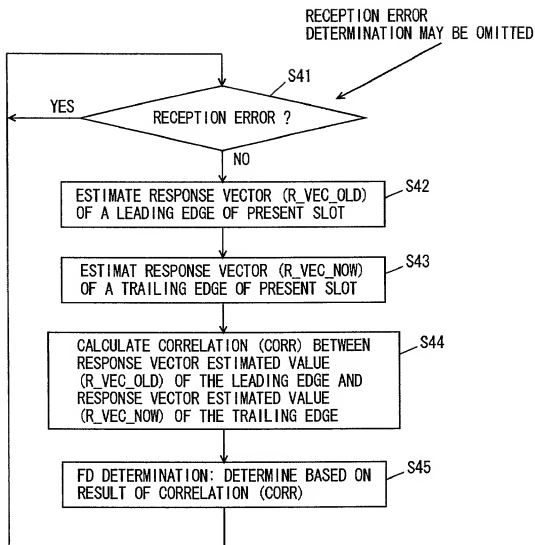 RECEPTION ERROR
DETERMINATION MAY BE OMITTED
S41
YES
RECEPTION ERROR ?
NO
S42
ESTIMATE RESPONSE VECTOR (R_VEC_OLD)
OF A LEADING EDGE OF PRESENT SLOT
S43
ESTIMAT RESPONSE VECTOR (R_VEC_NOW)
OF A TRAILING EDGE OF PRESENT SLOT
S44
CALCULATE CORRELATION (CORR) BETWEEN
RESPONSE VECTOR ESTIMATED VALUE
(R_VEC_OLD) OF THE LEADING EDGE AND
RESPONSE VECTOR ESTIMATED VALUE
(R_VEC_NOW) OF THE TRAILING EDGE
S45
FD DETERMINATION: DETERMINE BASED ON
RESULT OF CORRELATION (CORR)